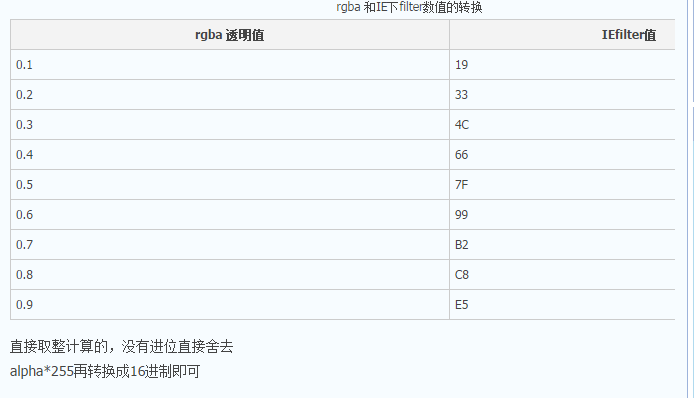 rgba 和IE下filter数值的转换
rgba 透明值 IEfilter值
0.1 19
0.2 33
0.3 4C
0.4 66
0.5 7F
0.6 99
0.7 B2
0.8 C8
0.9 E5
直接取整计算的，没有进位直接舍去
alpha*255再转换成16进制即可